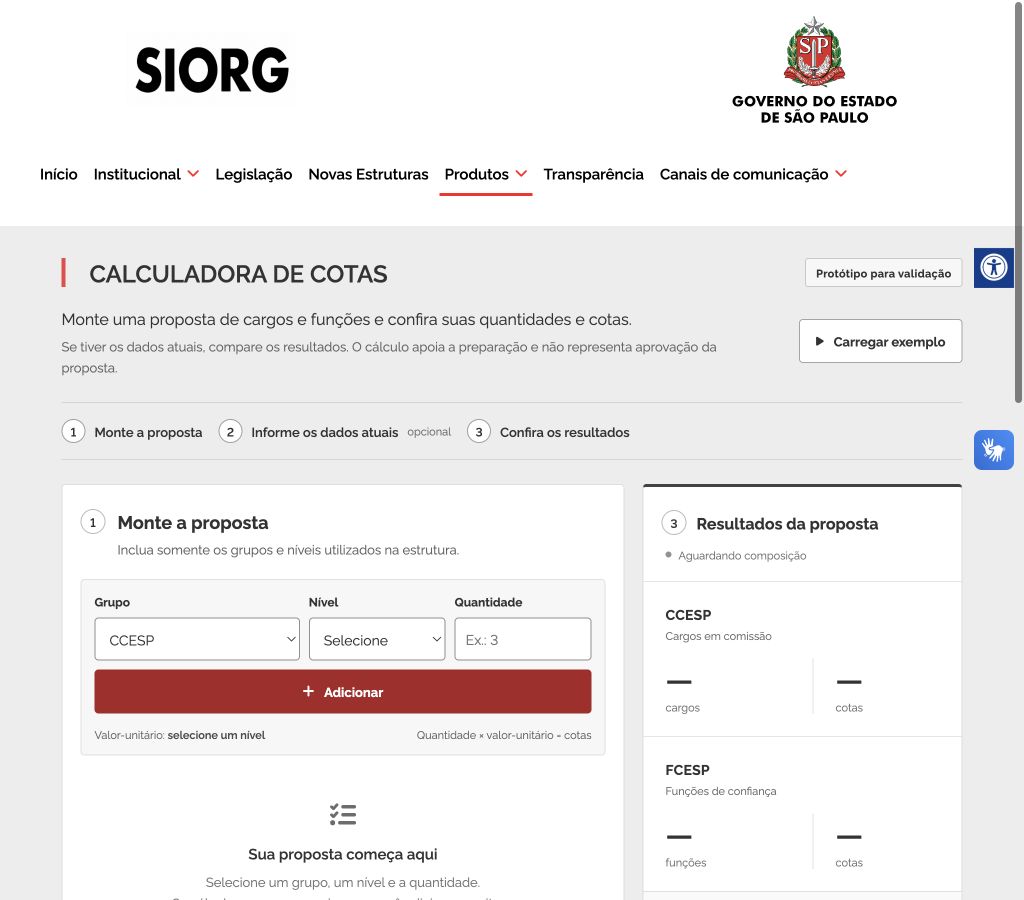 SIORG
SP
GOVERNO DO ESTADO
DE SÃO PAULO
Início Institucional Legislação Novas Estruturas Produtos Transparência Canais de comunicação
CALCULADORA DE COTAS
Protótipo para validação
Monte uma proposta de cargos e funções e confira suas quantidades e cotas.
Se tiver os dados atuais, compare os resultados. O cálculo apoia a preparação e não representa aprovação da
proposta.
Carregar exemplo
1 Monte a proposta 2 Informe os dados atuais opcional 3 Confira os resultados
1 Monte a proposta
Inclua somente os grupos e níveis utilizados na estrutura.
Grupo Nível Quantidade
CCESP Selecione Ex.: 3
+ Adicionar
Valor-unitário: selecione um nível Quantidade × valor-unitário = cotas
Sua proposta começa aqui
Selecione um grupo, um nível e a quantidade.
3 Resultados da proposta
Aguardando composição
CCESP
Cargos em comissão
— —
cargos cotas
FCESP
Funções de confiança
— —
funções cotas